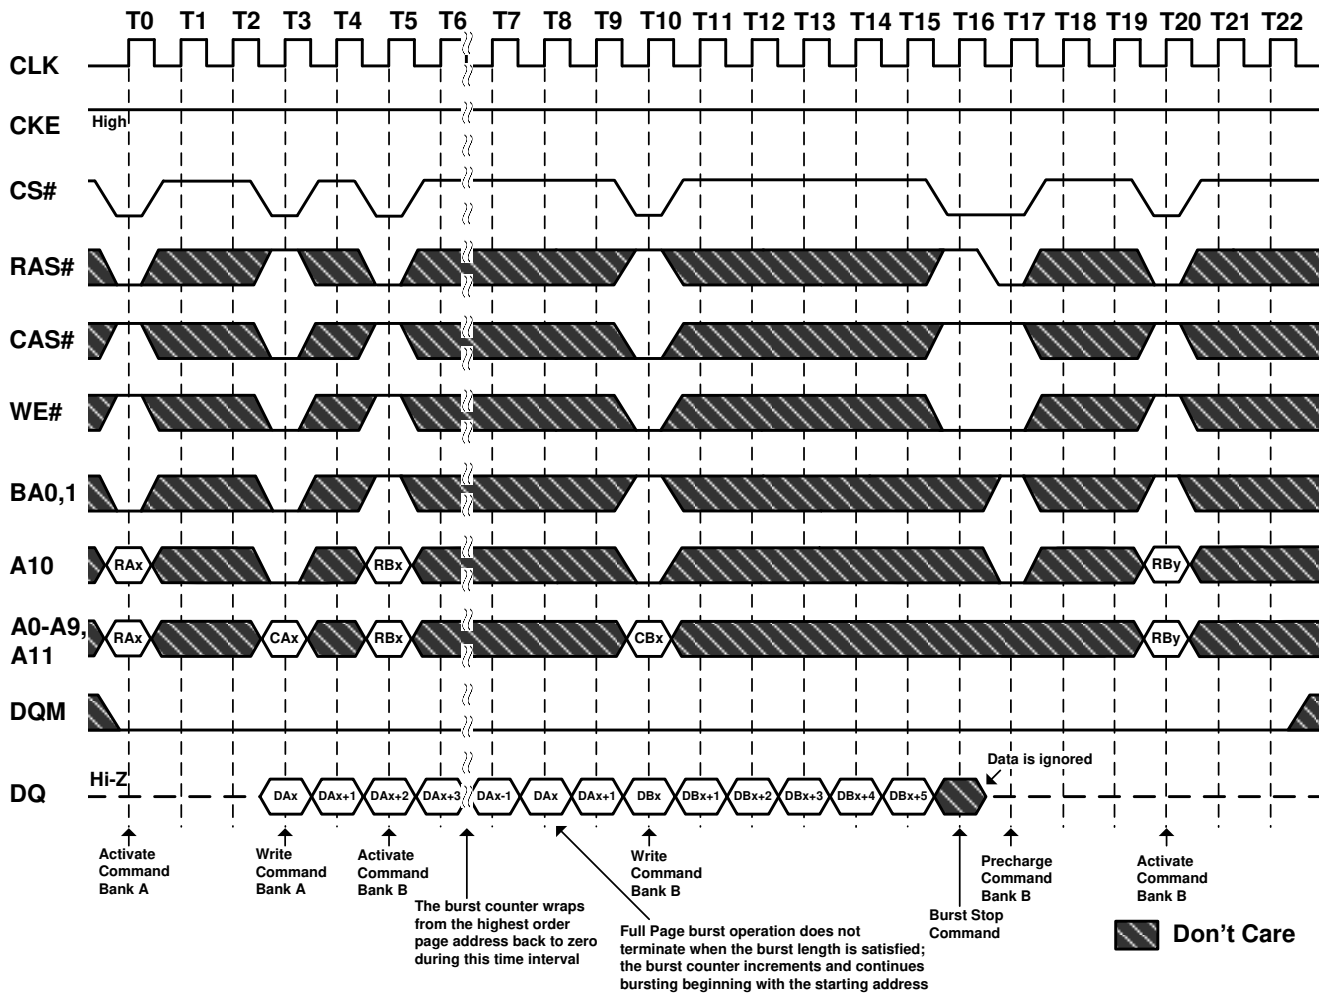 T0 T1 T2 T3 T4 T5 T6 T7 T8 T9 T10 T11 T12 T13 T14 T15 T16 T17 T18 T19 T20 T21 T22
CLK
CKE High
CS#
RAS#
CAS#
WE#
BA0,1
A10 RAx RBx RBy
A0-A9,
A11 RAx CAx RBx CBx RBy
DQM
DQ Hi-Z DAx DAx+1 DAx+2 DAx+3 DAx-1 DAx DAx+1 DBx DBx+1 DBx+2 DBx+3 DBx+4 DBx+5
Data is ignored
Activate
Command
Bank A
Write
Command
Bank A
Activate
Command
Bank B
The burst counter wraps
from the highest order
page address back to zero
during this time interval
Write
Command
Bank B
Full Page burst operation does not
terminate when the burst length is satisfied;
the burst counter increments and continues
bursting beginning with the starting address
Burst Stop
Command
Precharge
Command
Bank B
Activate
Command
Bank B
Don't Care